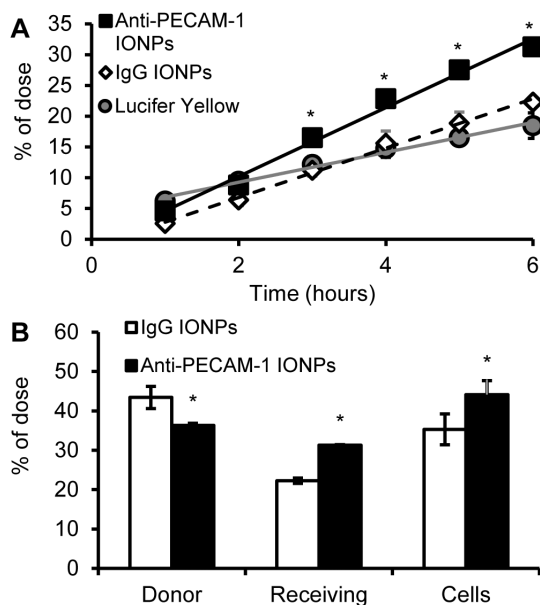 A
Anti-PECAM-1
IONPs
IgG IONPs
Lucifer Yellow
% of dose
35
30
25
20
15
10
5
0
* * * *
0 2 4 6
Time (hours)
B
IgG IONPs
Anti-PECAM-1 IONPs
% of dose
60
50
40
30
20
10
0
* * *
Donor Receiving Cells